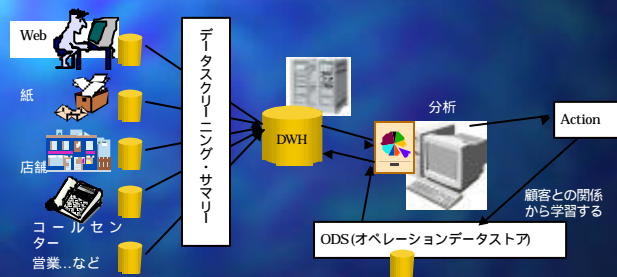 Web
紙
店舗
コールセン
ター
営業…など
データスクリーニング・サマリー
DWH
分析
Action
顧客との関係
から学習する
ODS (オペレーションデータストア)